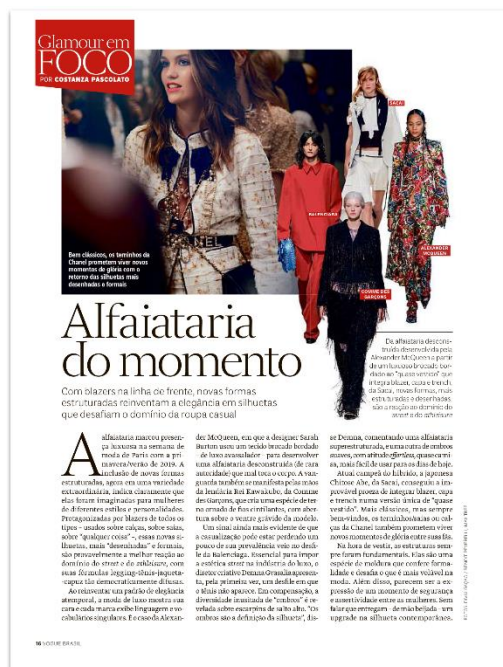 Glamour em
FOCO
POR COSTANZA PASCOLATO
SACAI
BALENCIAGA
ALEXANDER
MCQUEEN
COMME DES
GARÇONS
Bem clássicos, os terninhos da
Chanel prometem viver novos
momentos de glória com o
retorno das silhuetas mais
desenhadas e formais
Alfaiataria
do momento
Com blazers na linha de frente, novas formas
estruturadas reinventam a elegância em silhuetas
que desafiam o domínio da roupa casual
Da alfaiataria descons-
truída desenvolvida pela
Alexander McQueen a partir
de um luxuoso brocado bor-
dado ao "quase vestido" que
integra blazer, capa e trench,
da Sacai, novas formas, mais
estruturadas e desenhadas,
são a reação ao domínio do
street e do athleisure
A alfaiataria marcou presen-
ça luxuosa na semana de
moda de Paris com a pri-
mavera/verão de 2019. A
inclusão de novas formas
estruturadas, agora em uma variedade
extraordinária, indica claramente que
elas foram imaginadas para mulheres
de diferentes estilos e personalidades.
Protagonizadas por blazers de todos os
tipos – usados sobre calças, sobre saias,
sobre "qualquer coisa" –, essas novas si-
lhuetas, mais "desenhadas" e formais,
são provavelmente a melhor reação ao
domínio do street e do athleisure, com
suas fórmulas legging-tênis-jaqueta-
-capuz tão democraticamente difusas.
Ao reinventar um padrão de elegância
atemporal, a moda de luxo mostra sua
cara e cada marca exibe linguagem e vo-
cabulários singulares. É o caso da Alexan-
der McQueen, em que a designer Sarah
Burton usou um tecido brocado bordado
– de luxo avassalador – para desenvolver
uma alfaiataria desconstruída (de rara
autoridade) que mal toca o corpo. A van-
guarda também se manifesta pelas mãos
da lendária Rei Kawakubo, da Comme
des Garçons, que cria uma espécie de ter-
no ornado de fios cintilantes, com aber-
tura sobre o ventre grávido da modelo.
Um sinal ainda mais evidente de que
a casualização pode estar perdendo um
pouco de sua prevalência veio no desfi-
le da Balenciaga. Essencial para impor
a estética street na indústria do luxo, o
diretor criativo Demna Gvasalia apresen-
ta, pela primeira vez, um desfile em que
o tênis não aparece. Em compensação, a
diversidade inusitada de "ombros" é re-
velada sobre escarpins de salto alto. "Os
ombros são a definição da silhueta", dis-
se Demna, comentando uma alfaiataria
superestruturada, e uma outra de ombros
suaves, com atitude effortless, quase cami-
sa, mais fácil de usar para os dias de hoje.
Atual campeã do híbrido, a japonesa
Chitose Abe, da Sacai, conseguiu a im-
provável proeza de integrar blazer, capa
e trench numa versão única de "quase
vestido". Mais clássicas, mas sempre
bem-vindas, os terninhos/saias ou cal-
ças da Chanel também prometem viver
novos momentos de glória entre suas fãs.
Na hora de vestir, as estruturas sem-
pre foram fundamentais. Elas são uma
espécie de moldura que confere forma-
lidade e desafia o que é mais volúvel na
moda. Além disso, parecem ser a ex-
pressão de um momento de segurança
e assertividade entre as mulheres. Sem
falar que entregam – de mão beijada – um
upgrade na silhueta contemporânea.
16 VOGUE BRASIL